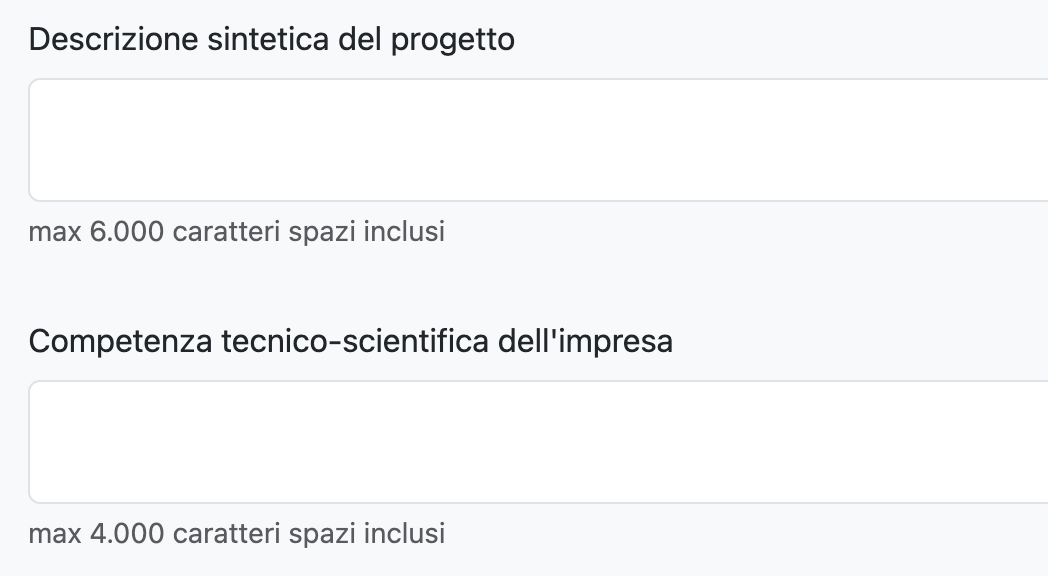 Descrizione sintetica del progetto
max 6.000 caratteri spazi inclusi
Competenza tecnico-scientifica dell'impresa
max 4.000 caratteri spazi inclusi